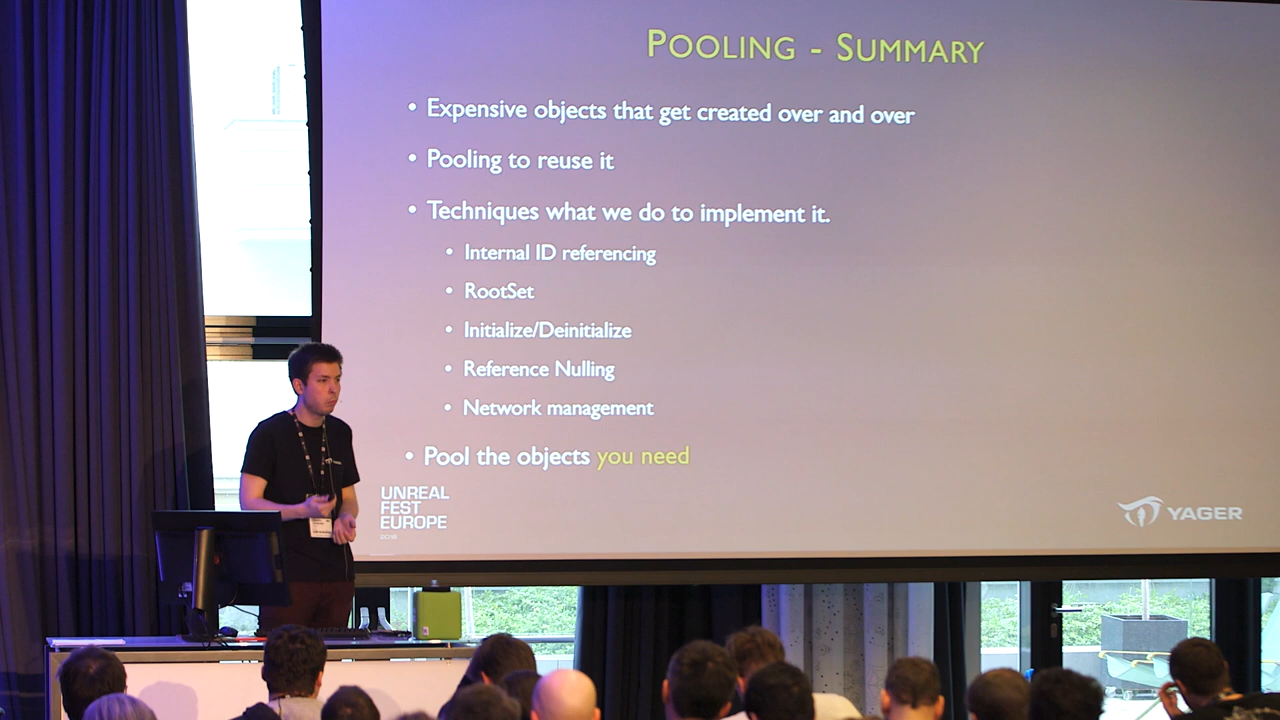 POOLING - SUMMARY
• Expensive objects that get created over and over
• Pooling to reuse it
• Techniques what we do to implement it.
• Internal ID referencing
• RootSet
• Initialize/Deinitialize
• Reference Nulling
• Network management
• Pool the objects you need
UNREAL
FEST
EUROPE
YAGER